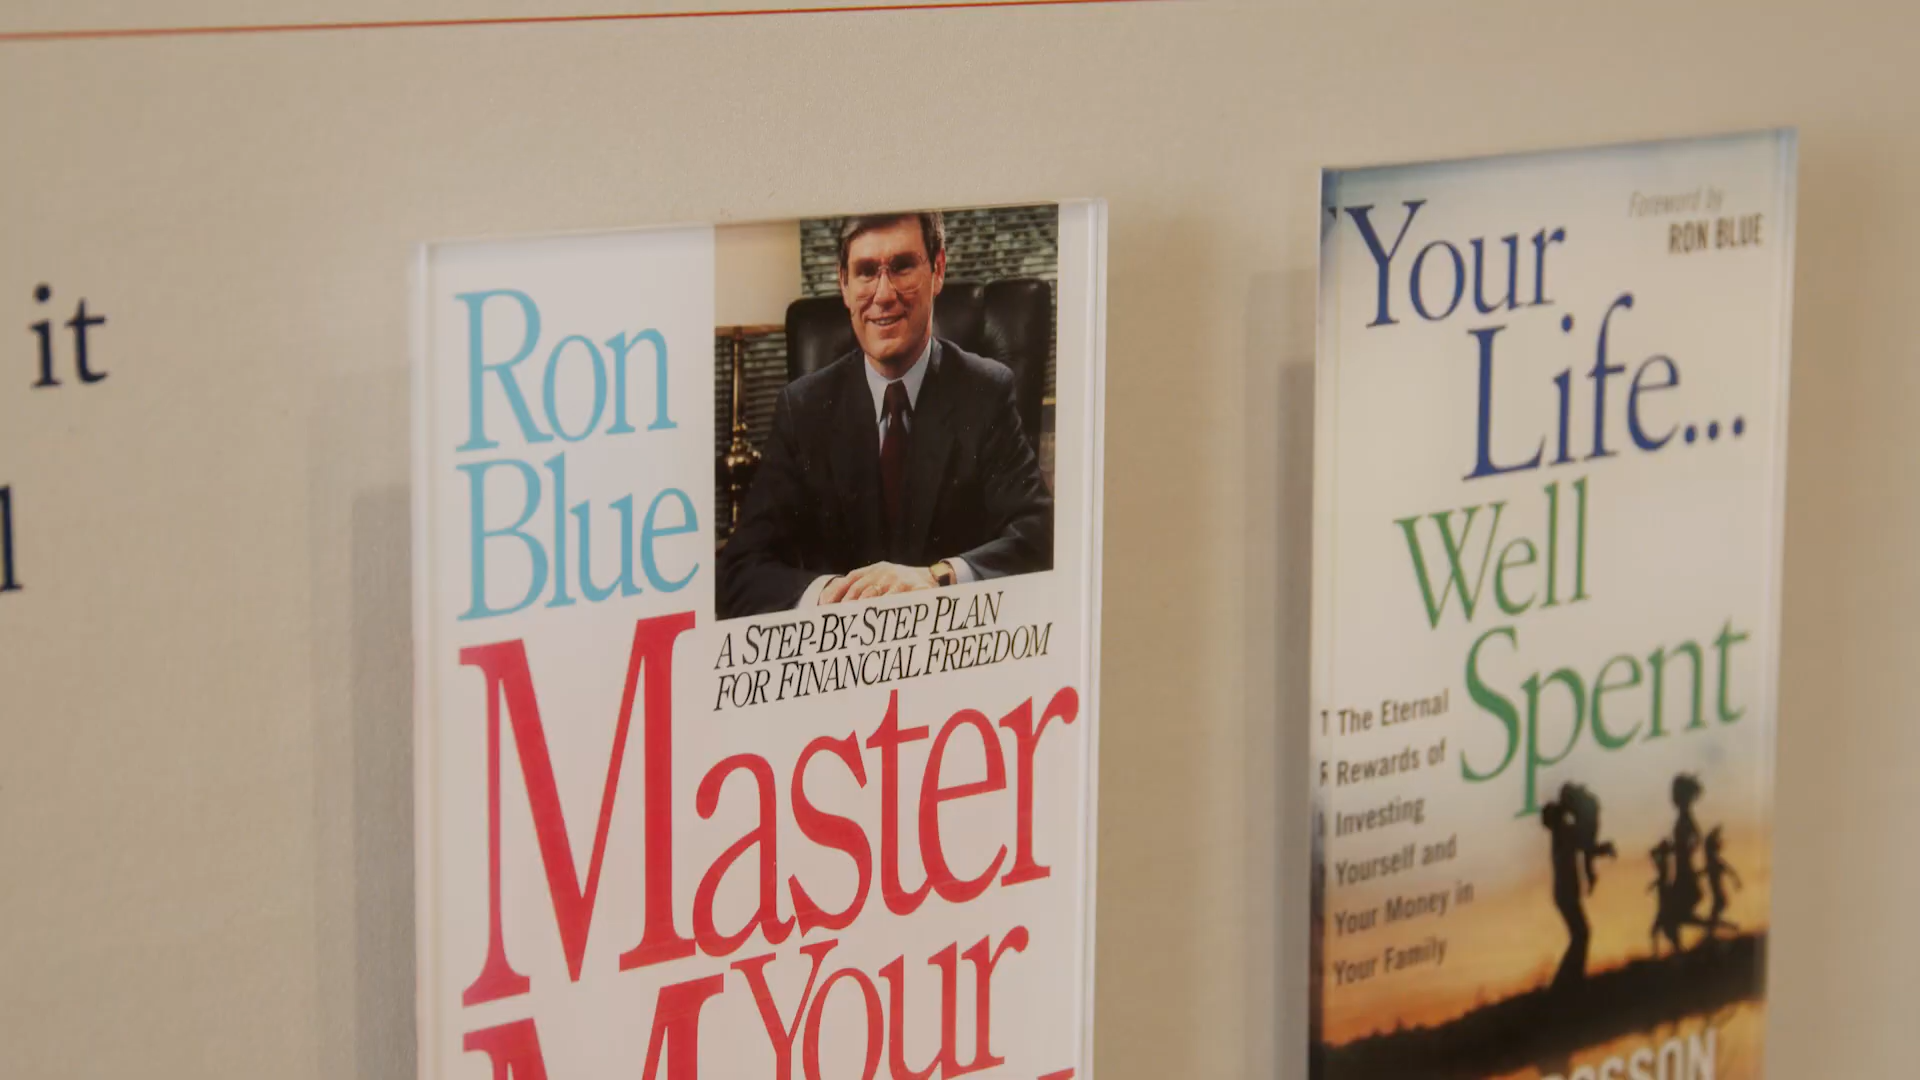 it
Ron
Blue
A STEP-BY-STEP PLAN
FOR FINANCIAL FREEDOM
Master
Your
Foreword by
RON BLUE
Your
Life...
Well
Spent
The Eternal
Rewards of
Investing
Yourself and
Your Money in
Your Family